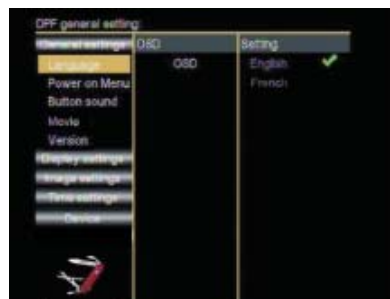 DPF general setting:
General settings OSD Setting
Language OSD English
Power on Menu French
Button sound
Movie
Version
Display settings
Image settings
Time settings
Device